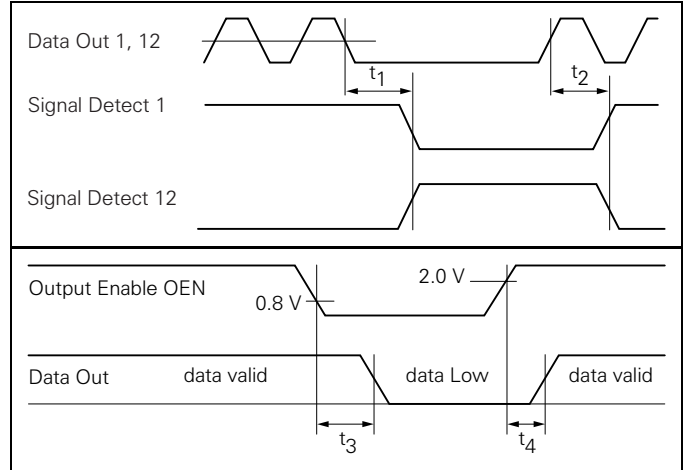 Data Out 1, 12
t1
t2
Signal Detect 1
Signal Detect 12
Output Enable OEN
0.8 V
2.0 V
Data Out
data valid
data Low
data valid
t3
t4